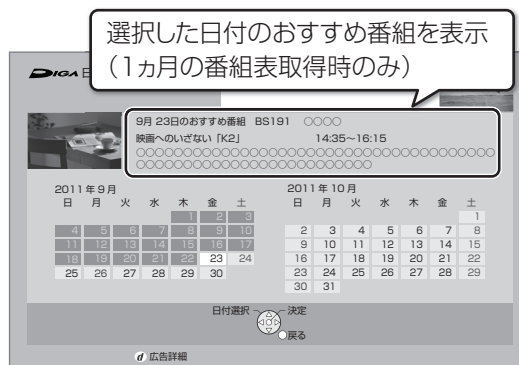 選択した日付のおすすめ番組を表示
(1ヵ月の番組表取得時のみ)
DIGA 日
9月 23日のおすすめ番組 BS191 ○○○○
映画へのいざない「K2」 14:35~16:15
○○○○○○○○○○○○○○○○○○○○○○○○○○○○○○○○○○○
○○○○○○○○○○○○○○○○○○○○○○○
2011年9月
日 月 火 水 木 金 土
1 2 3
4 5 6 7 8 9 10
11 12 13 14 15 16 17
18 19 20 21 22 23 24
25 26 27 28 29 30
2011年10月
日 月 火 水 木 金 土
1
2 3 4 5 6 7 8
9 10 11 12 13 14 15
16 17 18 19 20 21 22
23 24 25 26 27 28 29
30 31
日付選択 決定
戻る
d 広告詳細